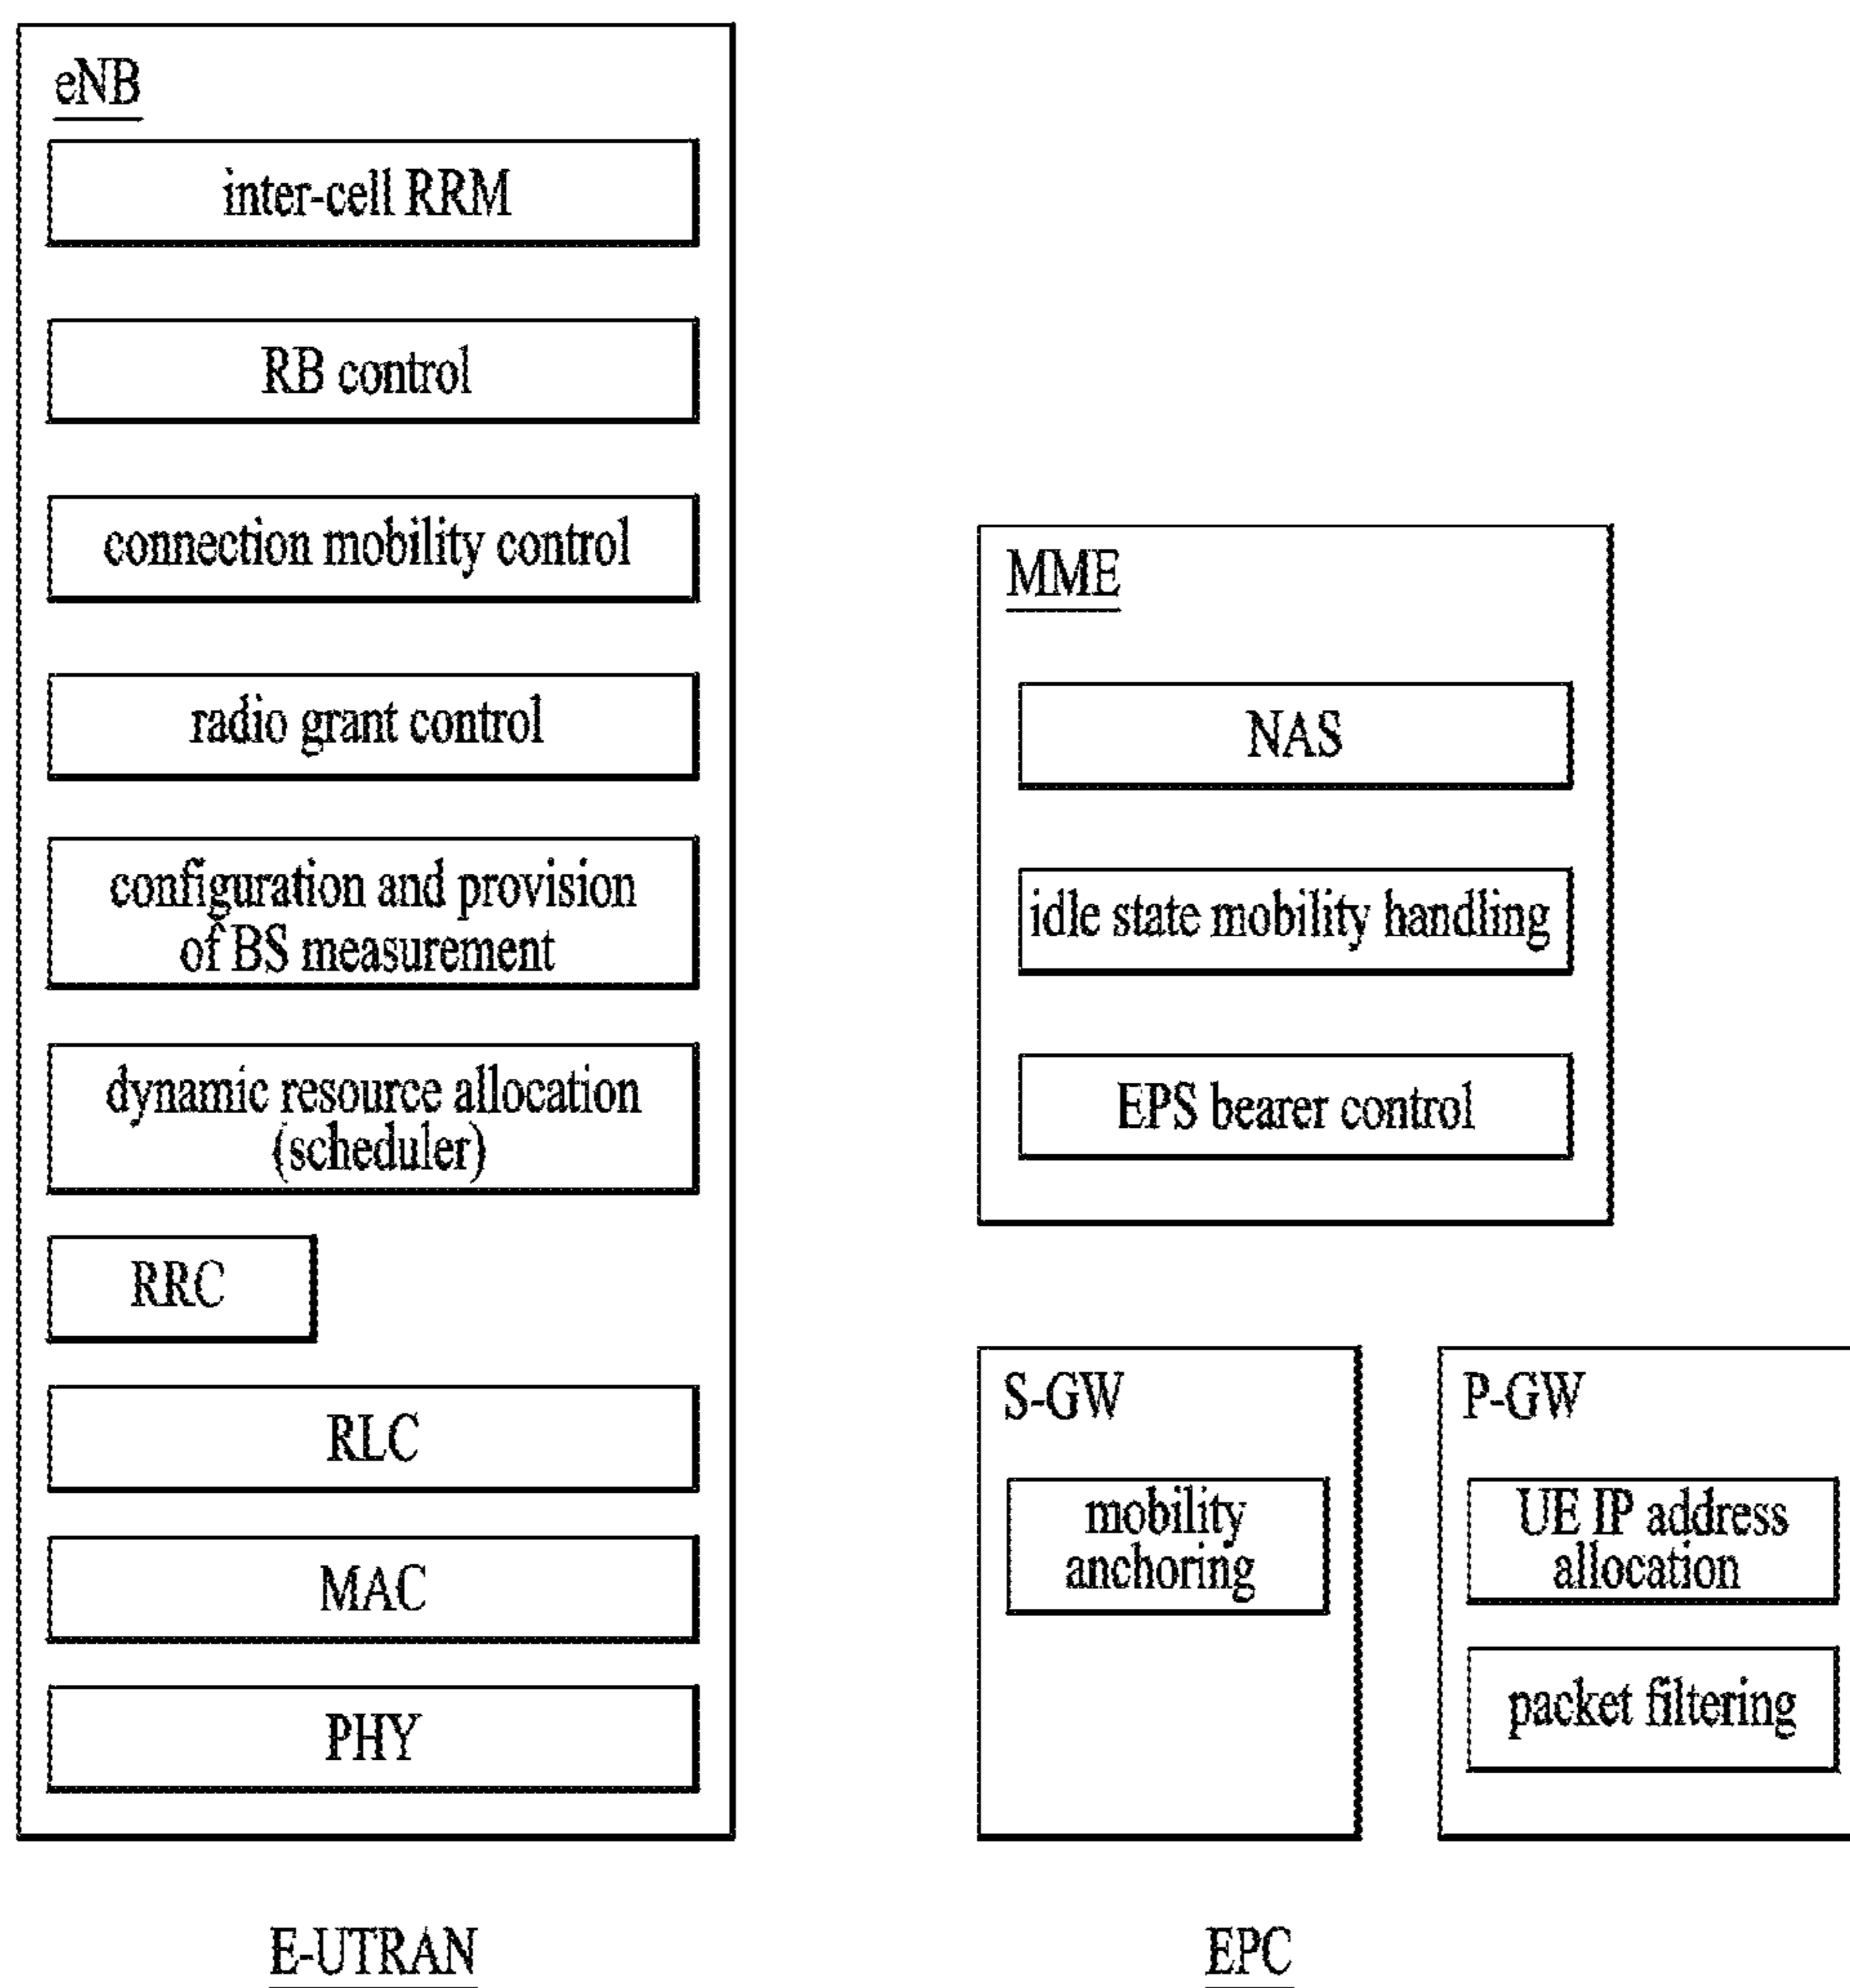 eNB
inter-cell RRM
RB control
connection mobility control
radio grant control
configuration and provision
of BS measurement
dynamic resource allocation
(scheduler)
RRC
RLC
MAC
PHY
E-UTRAN
MME
NAS
idle state mobility handling
EPS bearer control
S-GW
mobility
anchoring
P-GW
UE IP address
allocation
packet filtering
EPC